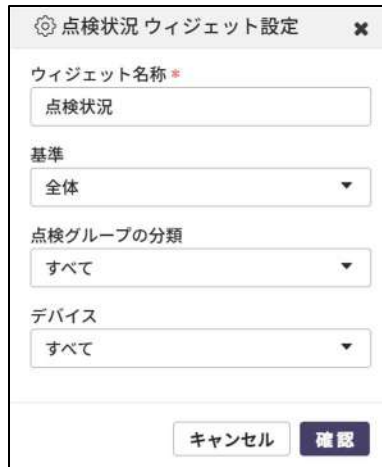 点検状況 ウィジェット設定
ウィジェット名称 *
点検状況
基準
全体
点検グループの分類
すべて
デバイス
すべて
キャンセル 確認